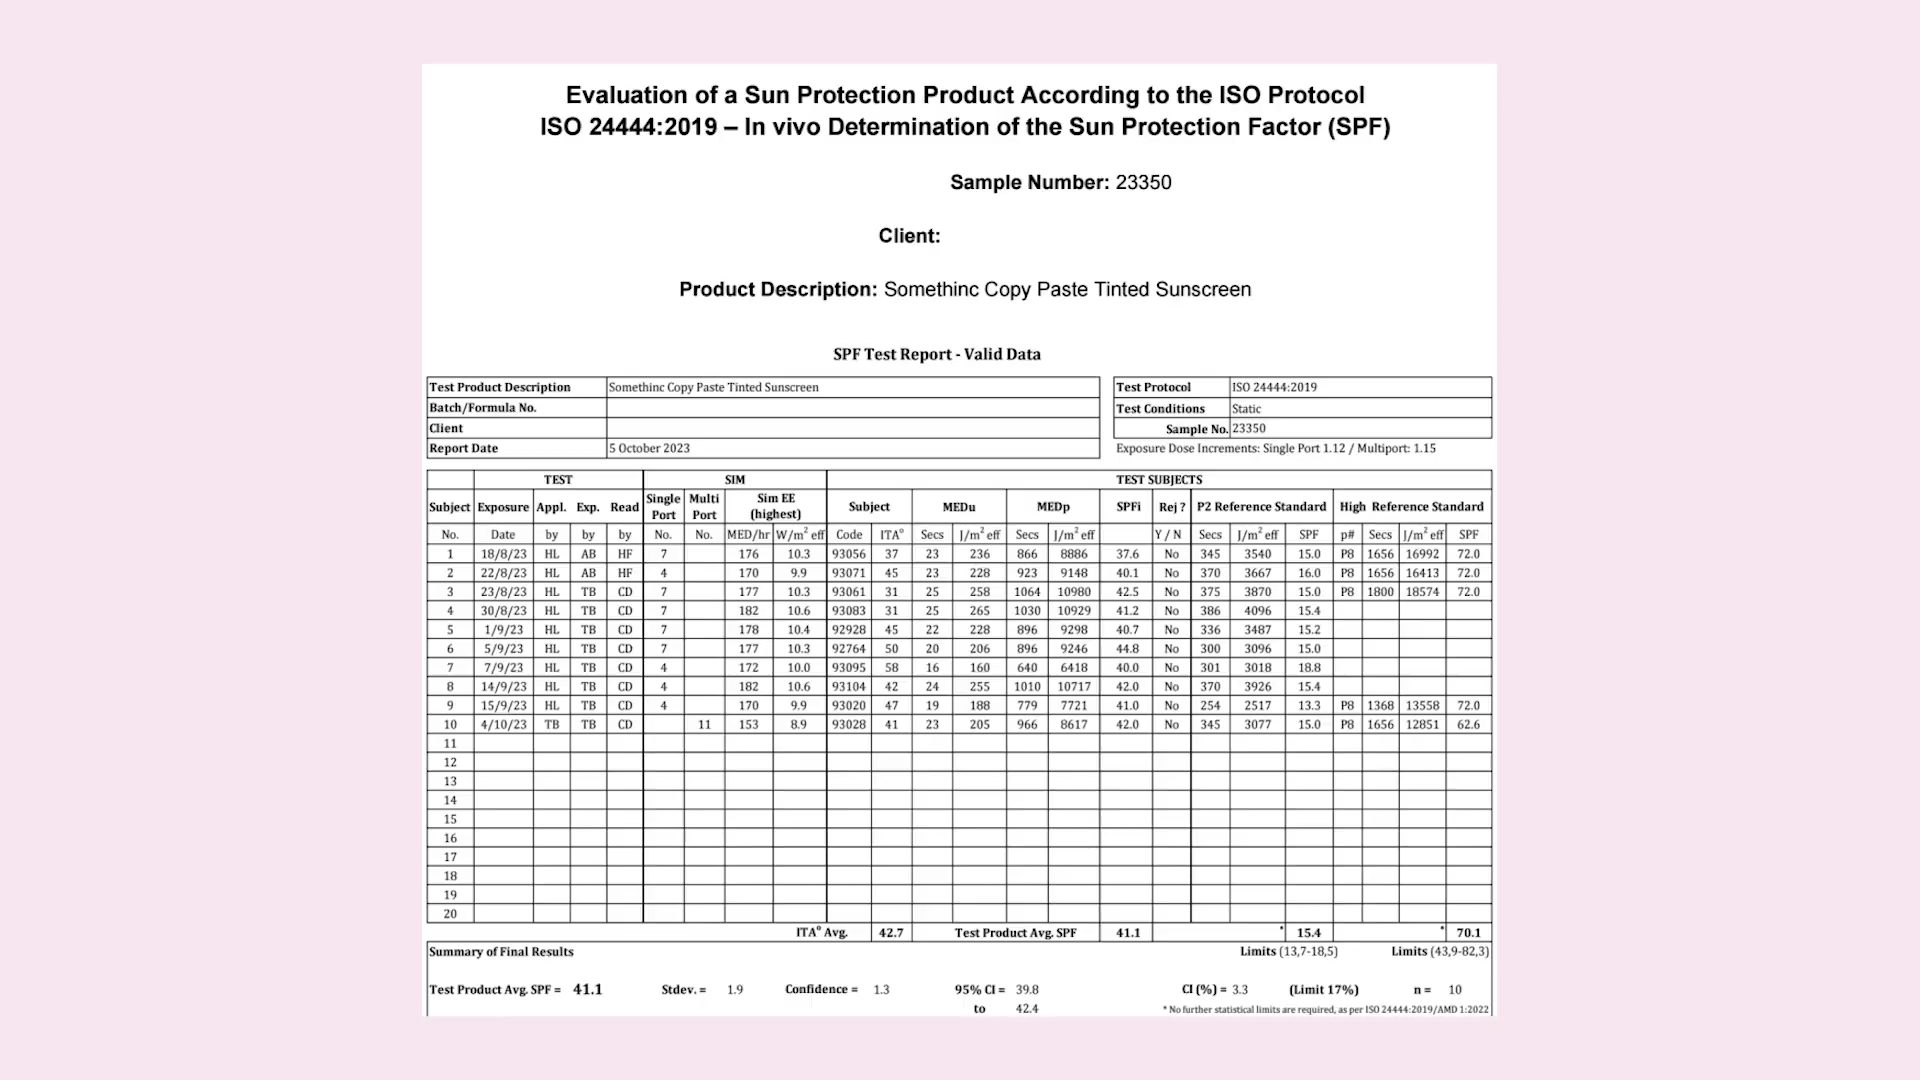 Evaluation of a Sun Protection Product According to the ISO Protocol
ISO 24444:2019 – In vivo Determination of the Sun Protection Factor (SPF)
Sample Number: 23350
Client:
Product Description: Somethinc Copy Paste Tinted Sunscreen
SPF Test Report - Valid Data
Test Product Description Somethinc Copy Paste Tinted Sunscreen Test Protocol ISO 24444:2019
Batch/Formula No. Test Conditions Static
Client Sample No. 23350
Report Date 5 October 2023 Exposure Dose Increments: Single Port 1.12 / Multiport: 1.15
TEST SIM TEST SUBJECTS
Subject Exposure Appl. Exp. Read Single Port Multi Port Sim EE (highest) Subject MEDu MEDp SPFi Rej ? P2 Reference Standard High Reference Standard
No. Date by by by No. No. MED/hr W/m² eff Code ITA° Secs J/m² eff Secs J/m² eff Y / N Secs J/m² eff SPF p# Secs J/m² eff SPF
1 18/8/23 HL AB HF 7 176 10.3 93056 37 23 236 866 8886 37.6 No 345 3540 15.0 P8 1656 16992 72.0
2 22/8/23 HL AB HF 4 170 9.9 93071 45 23 228 923 9148 40.1 No 370 3667 16.0 P8 1656 16413 72.0
3 23/8/23 HL TB CD 7 177 10.3 93061 31 25 258 1064 10980 42.5 No 375 3870 15.0 P8 1800 18574 72.0
4 30/8/23 HL TB CD 7 182 10.6 93083 31 25 265 1030 10929 41.2 No 386 4096 15.4
5 1/9/23 HL TB CD 7 178 10.4 92928 45 22 228 896 9298 40.7 No 336 3487 15.2
6 5/9/23 HL TB CD 7 177 10.3 92764 50 20 206 896 9246 44.8 No 300 3096 15.0
7 7/9/23 HL TB CD 4 172 10.0 93095 58 16 160 640 6418 40.0 No 301 3018 18.8
8 14/9/23 HL TB CD 4 182 10.6 93104 42 24 255 1010 10717 42.0 No 370 3926 15.4
9 15/9/23 HL TB CD 4 170 9.9 93020 47 19 188 779 7721 41.0 No 254 2517 13.3 P8 1368 13558 72.0
10 4/10/23 TB TB CD 11 153 8.9 93028 41 23 205 966 8617 42.0 No 345 3077 15.0 P8 1656 12851 62.6
11
12
13
14
15
16
17
18
19
20
ITA° Avg. 42.7 Test Product Avg. SPF 41.1 * 15.4 * 70.1
Summary of Final Results Limits (13,7-18,5) Limits (43,9-82,3)
Test Product Avg. SPF = 41.1 Stdev. = 1.9 Confidence = 1.3 95% CI = 39.8 CI (%) = 3.3 (Limit 17%) n = 10
to 42.4 * No further statistical limits are required, as per ISO 24444:2019/AMD 1:2022